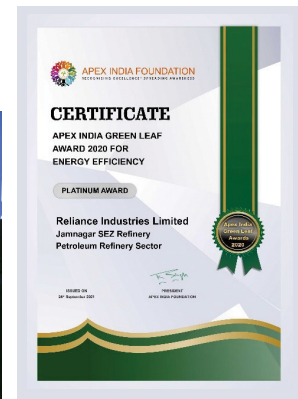 APEX INDIA FOUNDATION
RECOGNISING EXCELLENCE! SPREADING AWARENESS
CERTIFICATE
APEX INDIA GREEN LEAF
AWARD 2020 FOR
ENERGY EFFICIENCY
PLATINUM AWARD
Reliance Industries Limited
Jamnagar SEZ Refinery
Petroleum Refinery Sector
Apex India
Green Leaf
Awards
2020
ISSUED ON
24th September 2021
PRESIDENT
APEX INDIA FOUNDATION